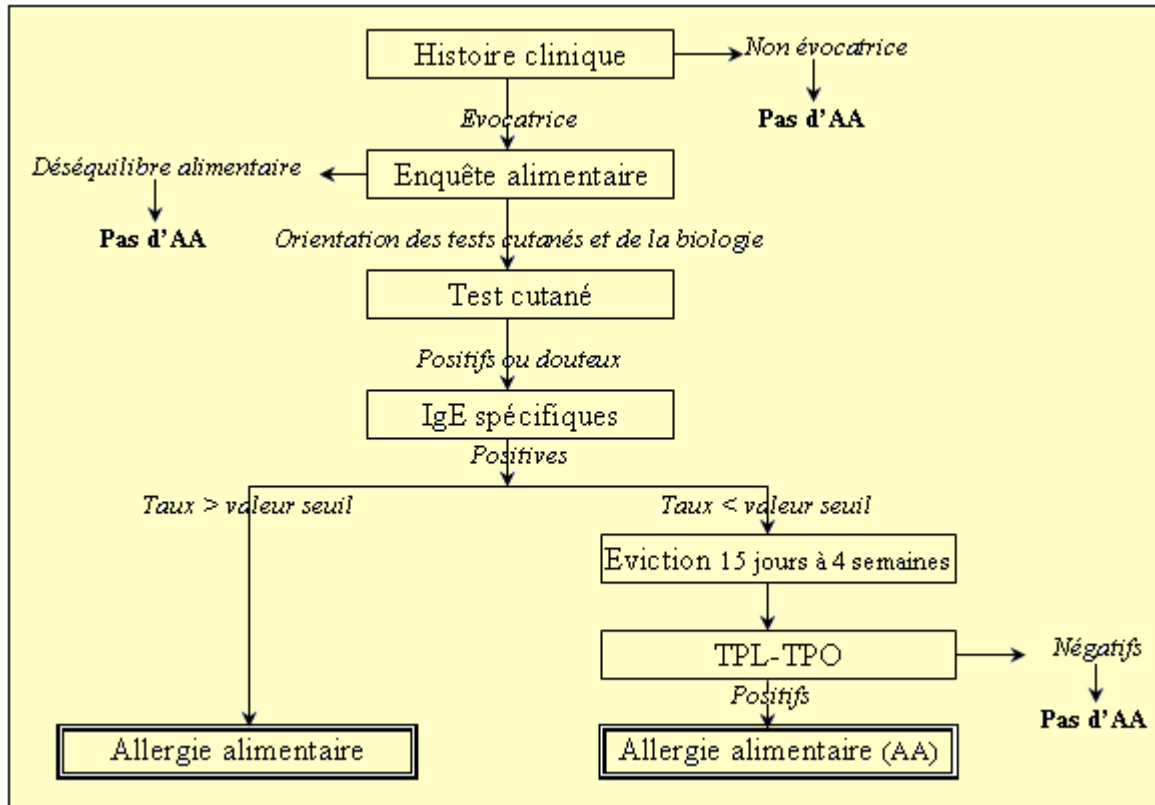 Histoire clinique
Non évocatrice
Pas d'AA
Evocatrice
Déséquilibre alimentaire
Enquête alimentaire
Pas d'AA
Orientation des tests cutanés et de la biologie
Test cutané
Positifs ou douteux
IgE spécifiques
Positives
Taux > valeur seuil
Taux < valeur seuil
Eviction 15 jours à 4 semaines
TPL-TPO
Négatifs
Positifs
Pas d'AA
Allergie alimentaire
Allergie alimentaire (AA)